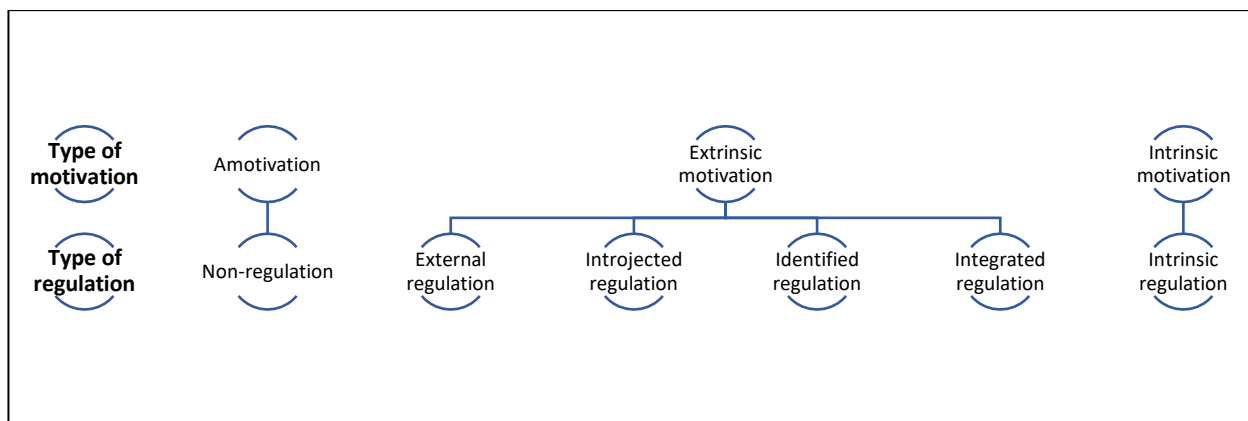 Type of
motivation
Amotivation
Extrinsic
motivation
Intrinsic
motivation
Type of
regulation
Non-regulation
External
regulation
Introjected
regulation
Identified
regulation
Integrated
regulation
Intrinsic
regulation